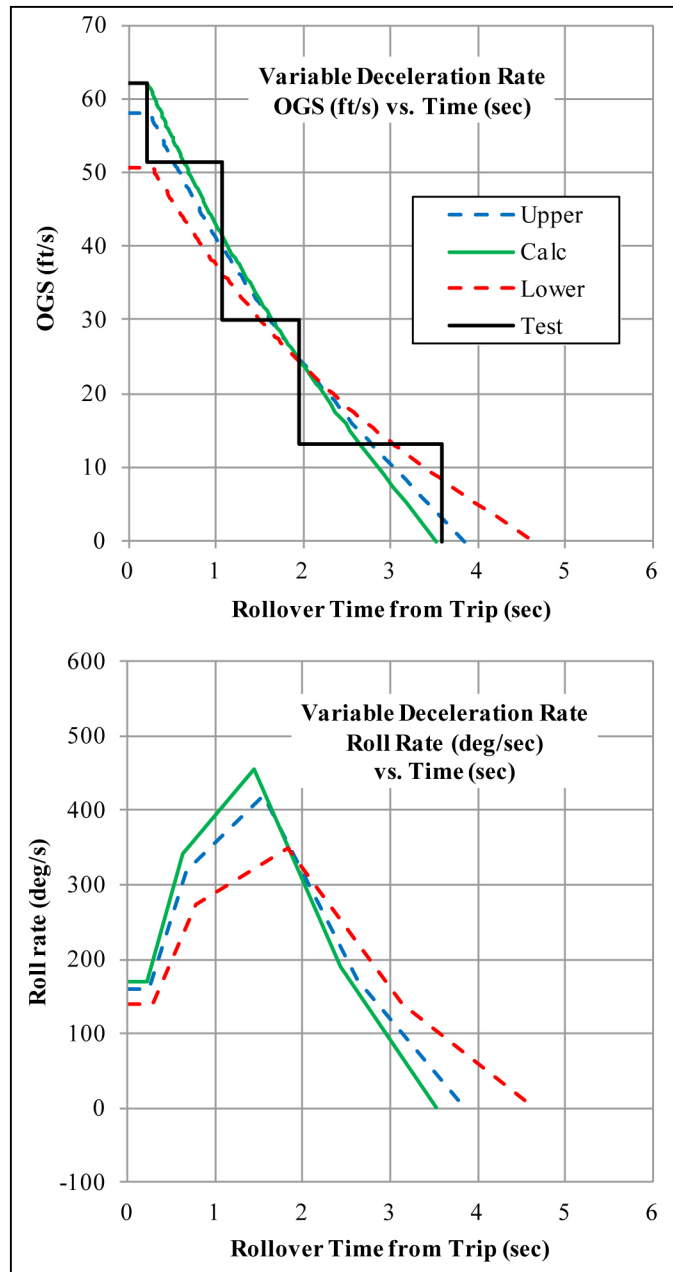 70
60
50
40
30
20
10
0
OGS (ft/s)
Variable Deceleration Rate
OGS (ft/s) vs. Time (sec)
Upper
Calc
Lower
Test
0 1 2 3 4 5 6
Rollover Time from Trip (sec)
600
500
400
300
200
100
0
-100
Roll rate (deg/s)
Variable Deceleration Rate
Roll Rate (deg/sec)
vs. Time (sec)
0 1 2 3 4 5 6
Rollover Time from Trip (sec)